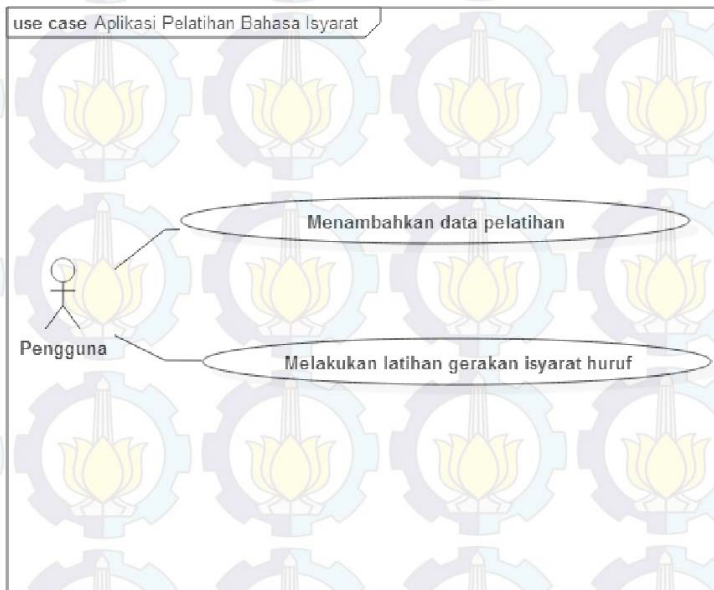 use case Aplikasi Pelatihan Bahasa Isyarat
Menambahkan data pelatihan
Pengguna
Melakukan latihan gerakan isyarat huruf